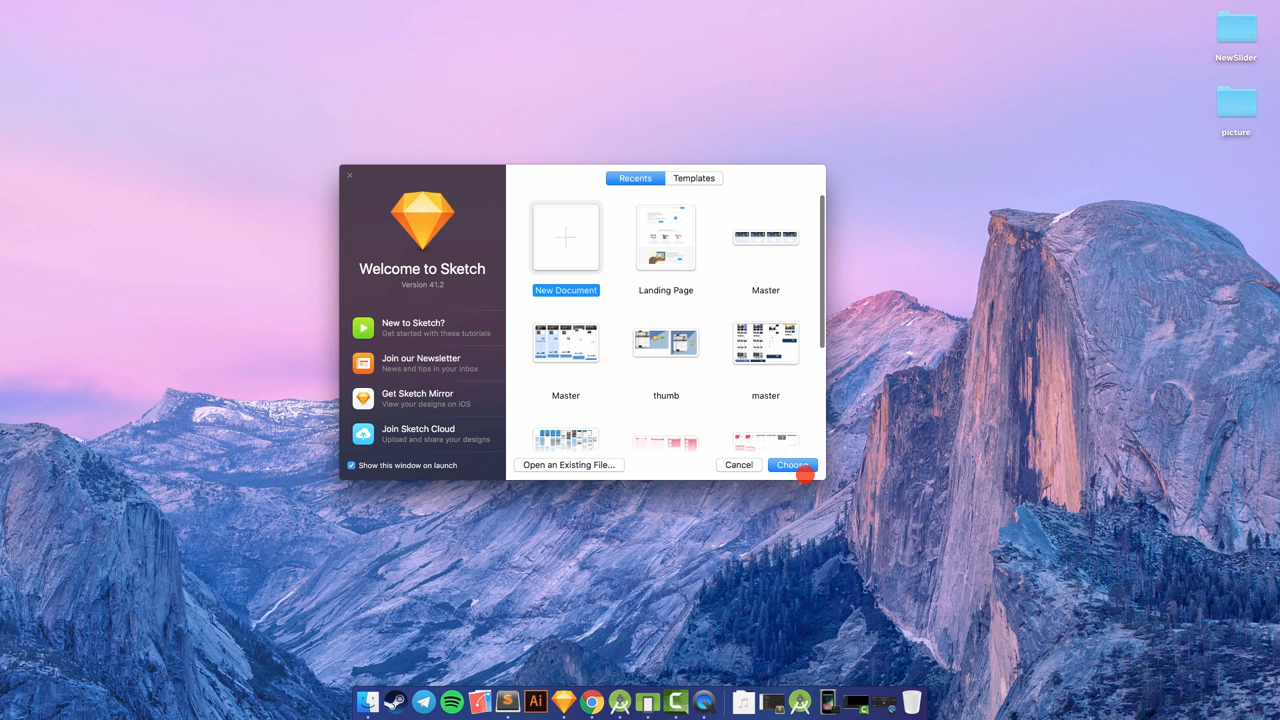 NewSlider
picture
Recents
Templates
Welcome to Sketch
Version 41.2
New to Sketch?
Get started with these tutorials
Join our Newsletter
News and tips in your inbox
Get Sketch Mirror
View your designs on iOS
Join Sketch Cloud
Upload and share your designs
Show this window on launch
New Document
Landing Page
Master
Master
thumb
master
Open an Existing File...
Cancel
Choose
Ai